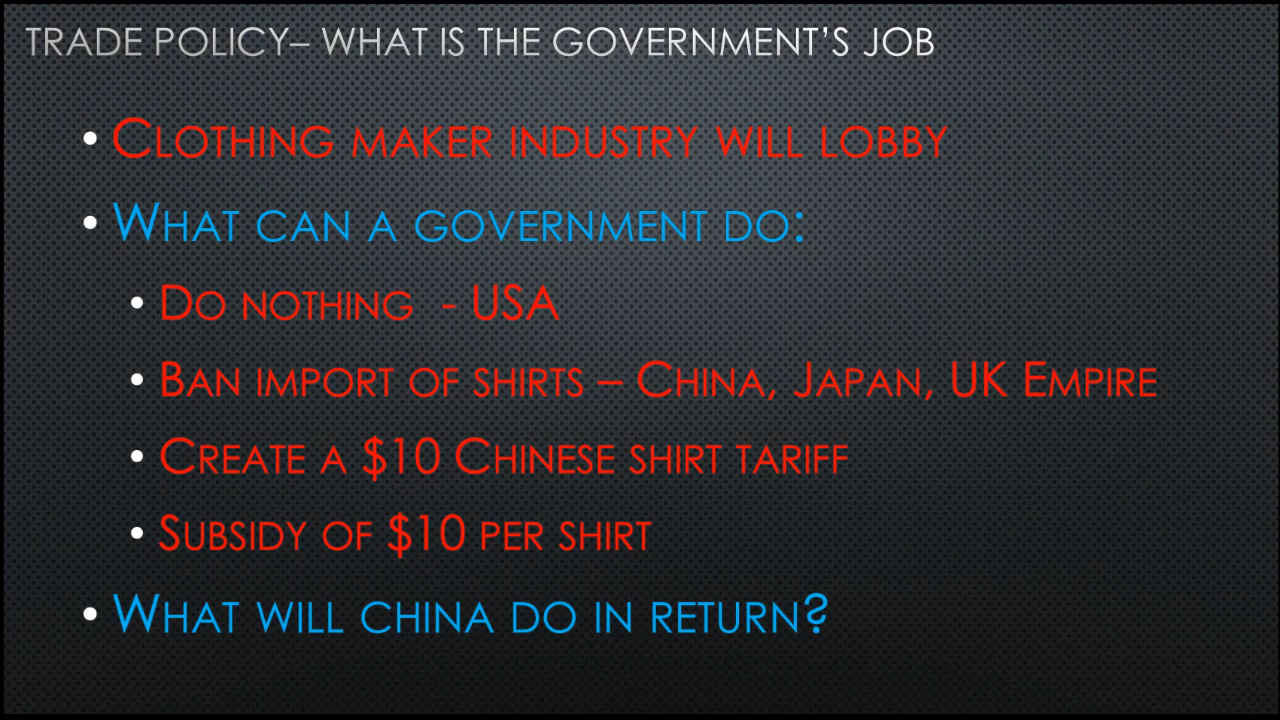 TRADE POLICY– WHAT IS THE GOVERNMENT'S JOB
• CLOTHING MAKER INDUSTRY WILL LOBBY
• WHAT CAN A GOVERNMENT DO:
• DO NOTHING - USA
• BAN IMPORT OF SHIRTS – CHINA, JAPAN, UK EMPIRE
• CREATE A $10 CHINESE SHIRT TARIFF
• SUBSIDY OF $10 PER SHIRT
• WHAT WILL CHINA DO IN RETURN?